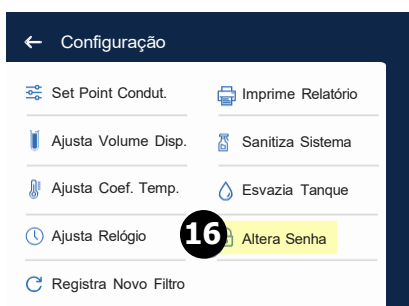 Configuração
Set Point Condut.
Imprime Relatório
Ajusta Volume Disp.
Sanitiza Sistema
Ajusta Coef. Temp.
Esvazia Tanque
Ajusta Relógio
16
Altera Senha
Registra Novo Filtro